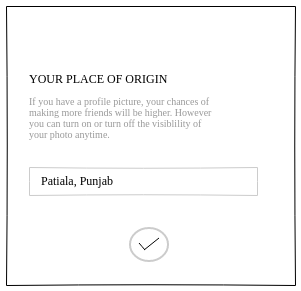 YOUR PLACE OF ORIGIN
If you have a profile picture, your chances of
making more friends will be higher. However
you can turn on or turn off the visiblility of
your photo anytime.
Patiala, Punjab